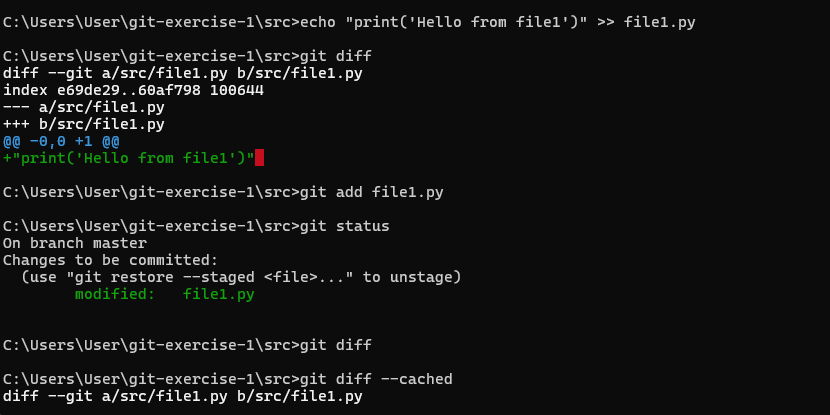 C:\Users\User\git-exercise-1\src>echo "print('Hello from file1')" >> file1.py
C:\Users\User\git-exercise-1\src>git diff
diff --git a/src/file1.py b/src/file1.py
index e69de29..60af798 100644
--- a/src/file1.py
+++ b/src/file1.py
@@ -0,0 +1 @@
+"print('Hello from file1')"
C:\Users\User\git-exercise-1\src>git add file1.py
C:\Users\User\git-exercise-1\src>git status
On branch master
Changes to be committed:
  (use "git restore --staged <file>..." to unstage)
        modified:   file1.py
C:\Users\User\git-exercise-1\src>git diff
C:\Users\User\git-exercise-1\src>git diff --cached
diff --git a/src/file1.py b/src/file1.py